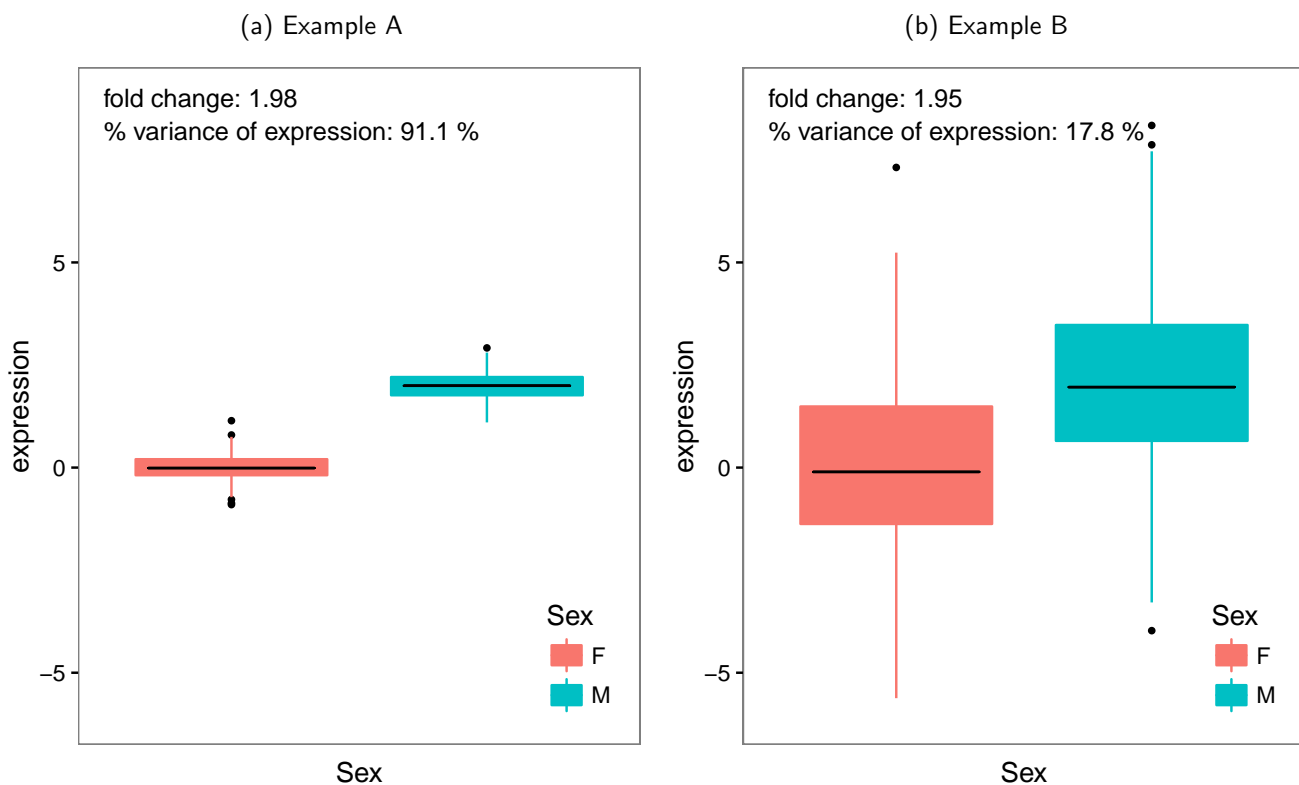 (a) Example A
fold change: 1.98
% variance of expression: 91.1 %
5
0
−5
expression
Sex
F
M
Sex
(b) Example B
fold change: 1.95
% variance of expression: 17.8 %
5
0
−5
expression
Sex
F
M
Sex